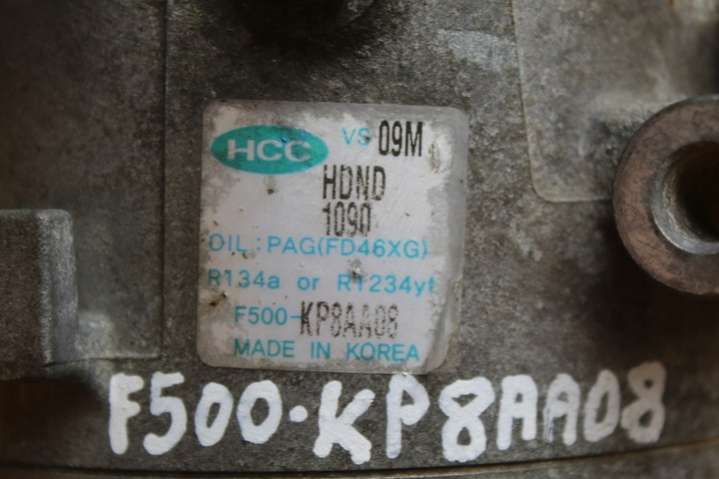 HCC VS 09M
HDND
1090
OIL : PAG(FD46XG)
R134a or R1234yf
F500-KP8AA08
MADE IN KOREA
F500-KP8AA08